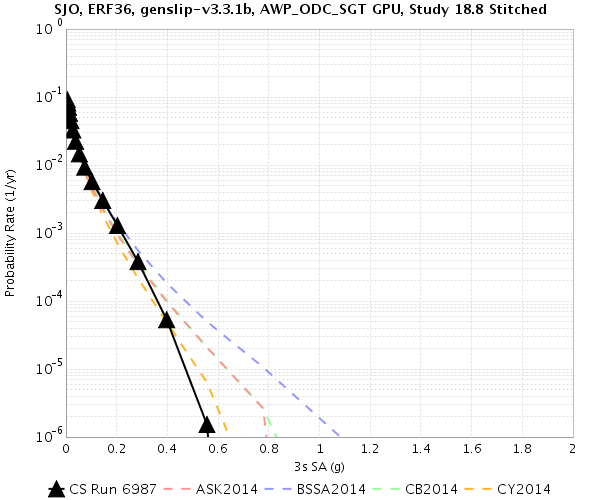 SJO, ERF36, genslip-v3.3.1b, AWP_ODC_SGT GPU, Study 18.8 Stitched
Probability Rate (1/yr)
10^0
10^-1
10^-2
10^-3
10^-4
10^-5
10^-6
0 0.2 0.4 0.6 0.8 1 1.2 1.4 1.6 1.8 2
3s SA (g)
CS Run 6987 ASK2014 BSSA2014 CB2014 CY2014